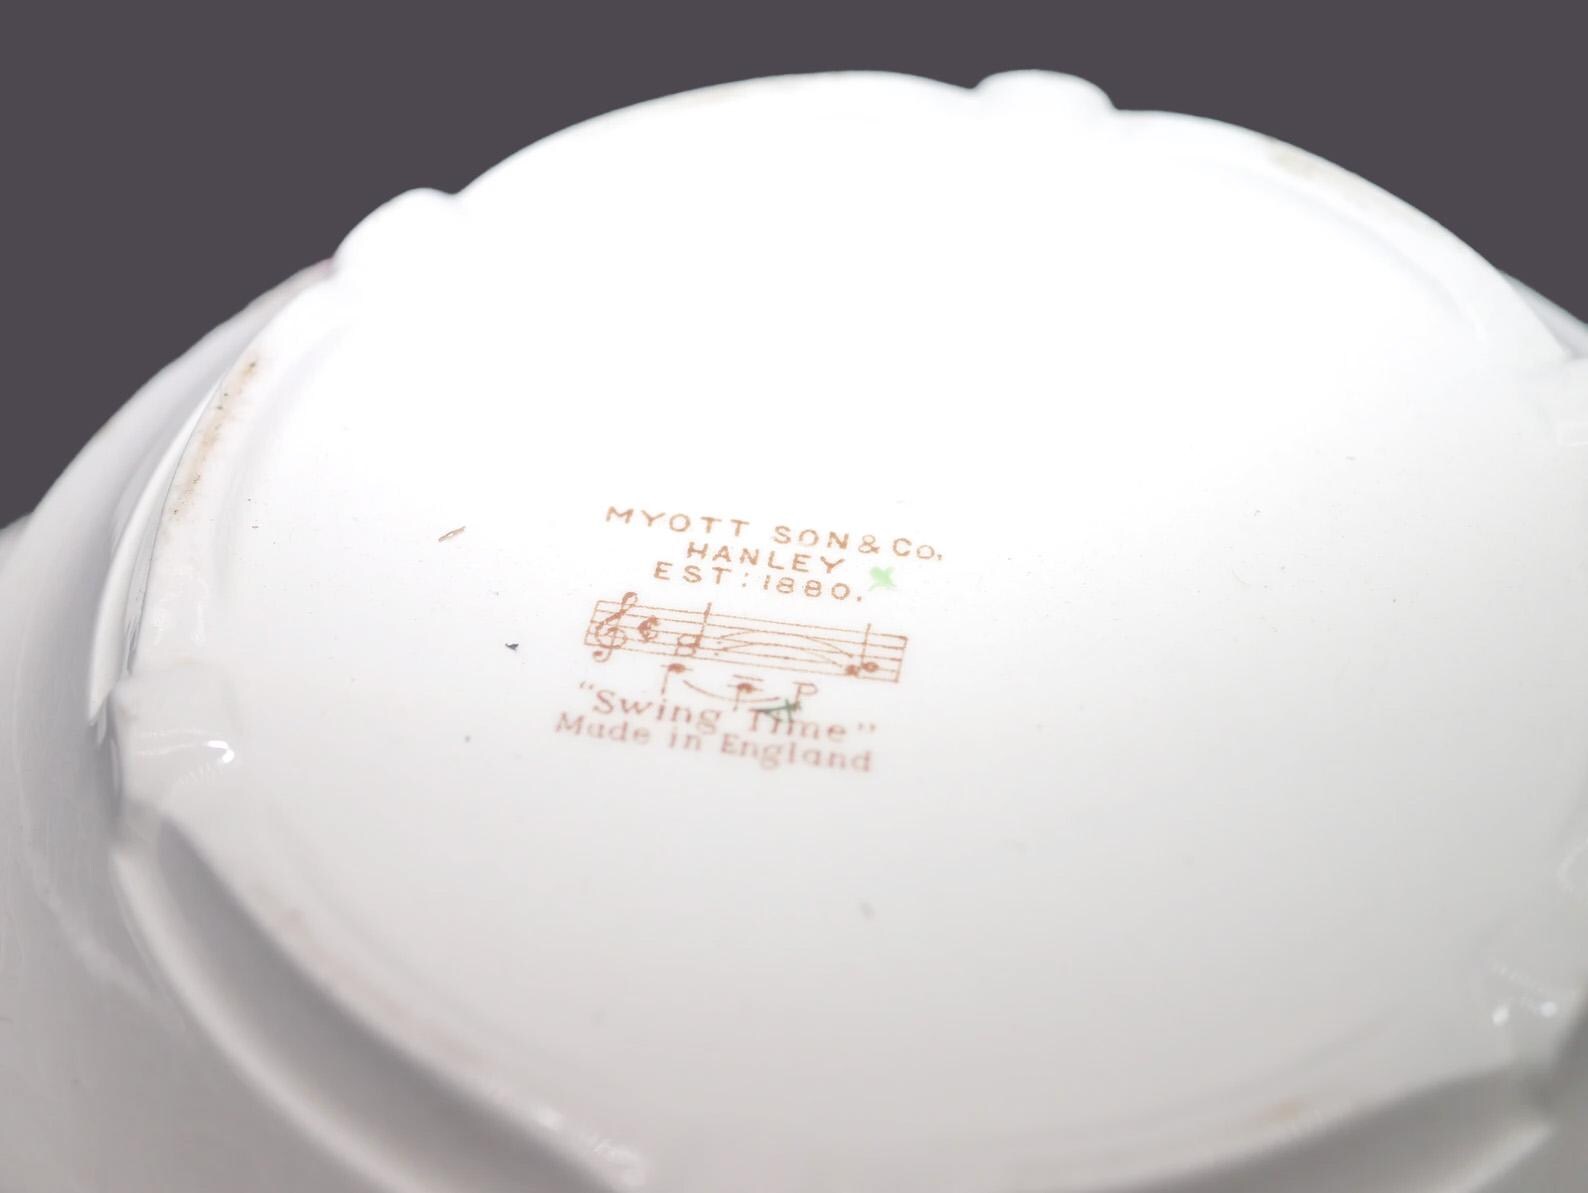 MYOTT SON & Co.
HANLEY
EST: 1880.
"Swing Time"
Made in England